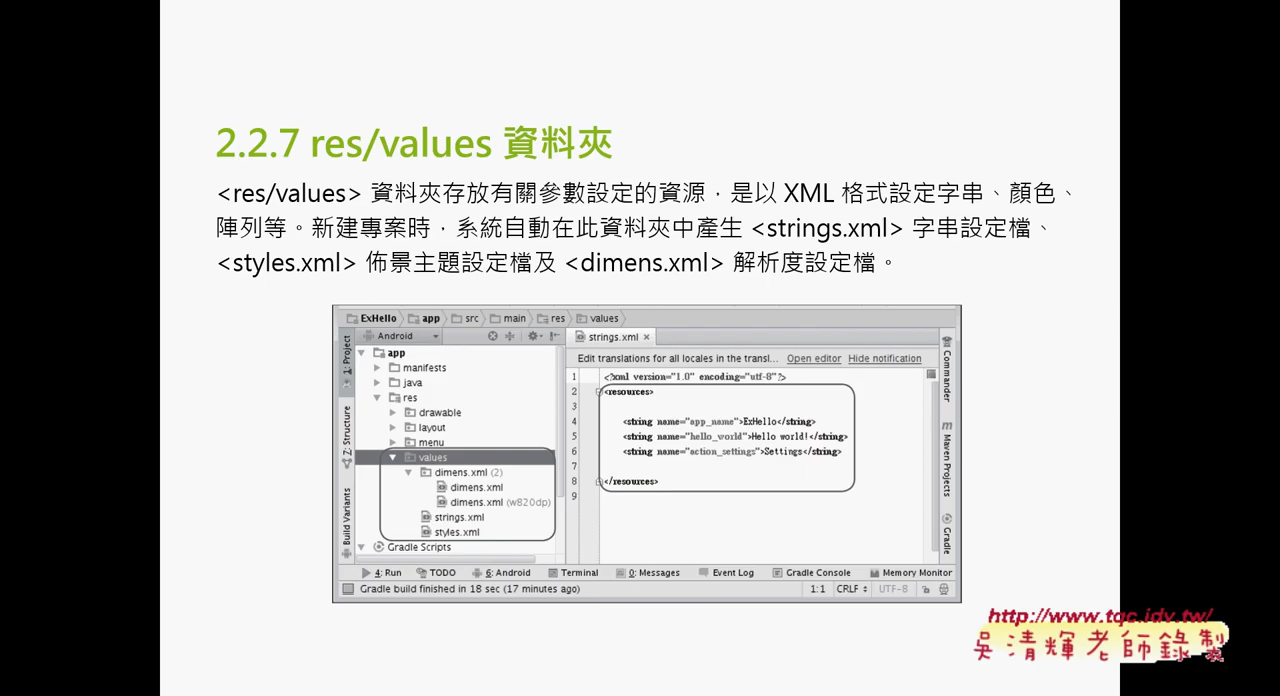 2.2.7 res/values 資料夾
<res/values> 資料夾存放有關參數設定的資源，是以 XML 格式設定字串、顏色、
陣列等。新建專案時，系統自動在此資料夾中產生 <strings.xml> 字串設定檔、
<styles.xml> 佈景主題設定檔及 <dimens.xml> 解析度設定檔。
ExHello app src main res values
Android
strings.xml ×
1: Project
Z: Structure
Build Variants
app
manifests
java
res
drawable
layout
menu
values
dimens.xml (2)
dimens.xml
dimens.xml (w820dp)
strings.xml
styles.xml
Gradle Scripts
Edit translations for all locales in the transl... Open editor Hide notification
1 <?xml version="1.0" encoding="utf-8"?>
2 <resources>
3
4 <string name="app_name">ExHello</string>
5 <string name="hello_world">Hello world!</string>
6 <string name="action_settings">Settings</string>
7
8 </resources>
9
Commander
m Maven Projects
Gradle
4: Run TODO 6: Android Terminal 0: Messages Event Log Gradle Console Memory Monitor
Gradle build finished in 18 sec (17 minutes ago) 1:1 CRLF UTF-8
http://www.tqc.idv.tw/
吳清輝老師錄製